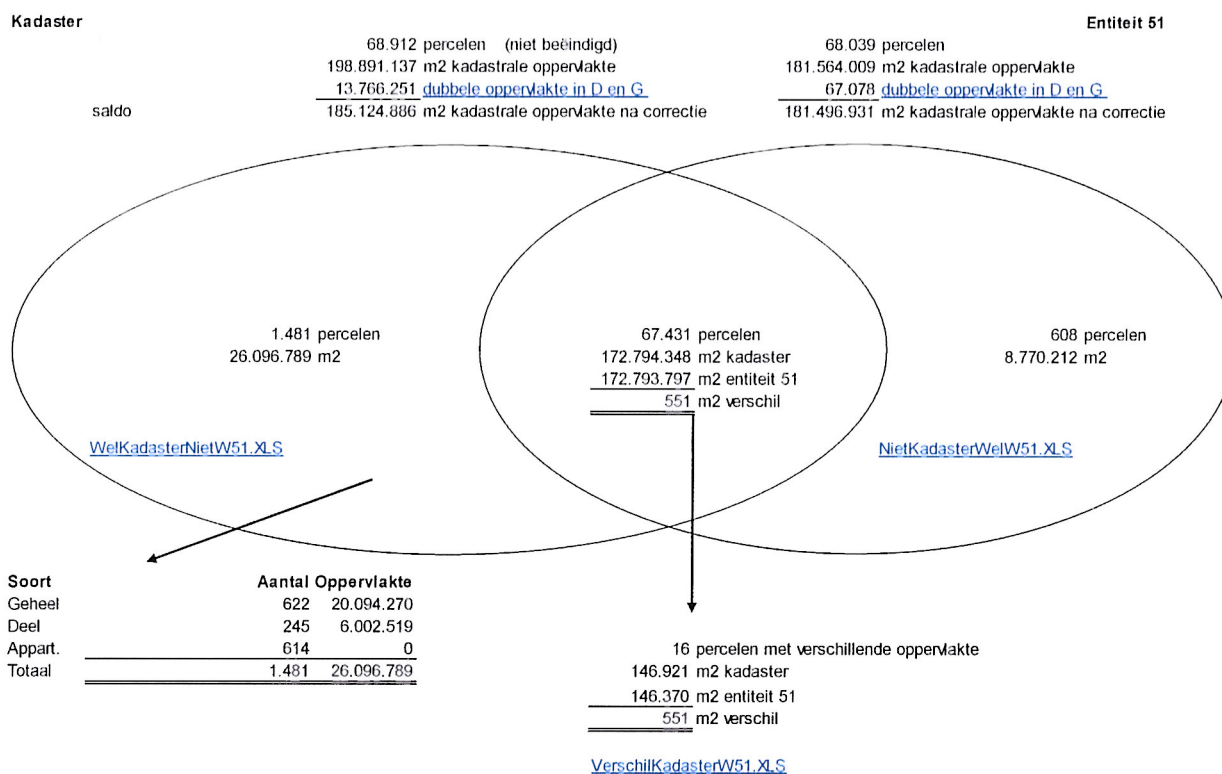 Kadaster
Entiteit 51
68.912 percelen (niet beëindigd)
198.891.137 m2 kadastrale oppervlakte
13.766.251 dubbele oppervlakte in D en G
saldo 185.124.886 m2 kadastrale oppervlakte na correctie
68.039 percelen
181.564.009 m2 kadastrale oppervlakte
67.078 dubbele oppervlakte in D en G
181.496.931 m2 kadastrale oppervlakte na correctie
1.481 percelen
26.096.789 m2
WelKadasterNietW51.XLS
67.431 percelen
172.794.348 m2 kadaster
172.793.797 m2 entiteit 51
551 m2 verschil
608 percelen
8.770.212 m2
NietKadasterWelW51.XLS
Soort Aantal Oppervlakte
Geheel 622 20.094.270
Deel 245 6.002.519
Appart. 614 0
Totaal 1.481 26.096.789
16 percelen met verschillende oppervlakte
146.921 m2 kadaster
146.370 m2 entiteit 51
551 m2 verschil
VerschilKadasterW51.XLS